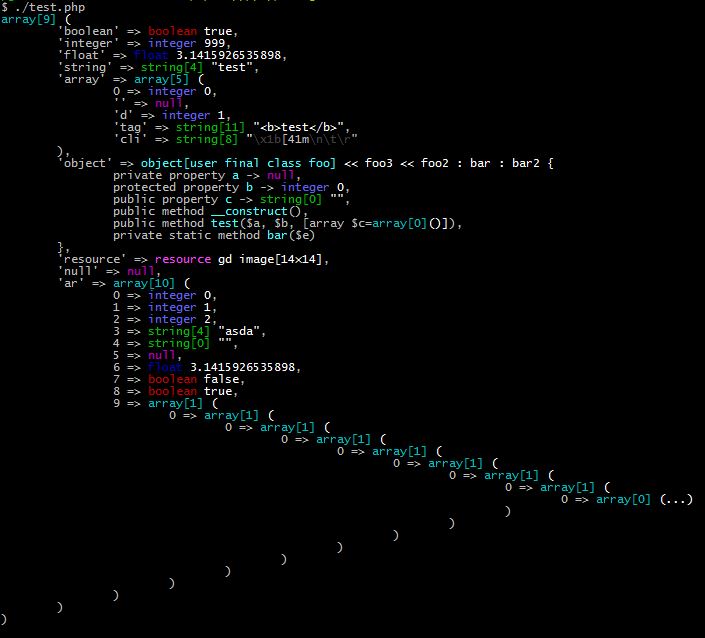 $ ./test.php
array[9] (
        'boolean' => boolean true,
        'integer' => integer 999,
        'float' => float 3.1415926535898,
        'string' => string[4] "test",
        'array' => array[5] (
                0 => integer 0,
                '' => null,
                'd' => integer 1,
                'tag' => string[11] "<b>test</b>",
                'cli' => string[8] "\x1b[41m\n\t\r"
        ),
        'object' => object[user final class foo] << foo3 << foo2 : bar : bar2 {
                private property a -> null,
                protected property b -> integer 0,
                public property c -> string[0] "",
                public method __construct(),
                public method test($a, $b, [array $c=array[0]()]),
                private static method bar($e)
        },
        'resource' => resource gd image[14x14],
        'null' => null,
        'ar' => array[10] (
                0 => integer 0,
                1 => integer 1,
                2 => integer 2,
                3 => string[4] "asda",
                4 => string[0] "",
                5 => null,
                6 => float 3.1415926535898,
                7 => boolean false,
                8 => boolean true,
                9 => array[1] (
                        0 => array[1] (
                                0 => array[1] (
                                        0 => array[1] (
                                                0 => array[1] (
                                                        0 => array[1] (
                                                                0 => array[1] (
                                                                        0 => array[1] (
                                                                                0 => array[0] (...)
                                                                        )
                                                                )
                                                        )
                                                )
                                        )
                                )
                        )
                )
        )
)